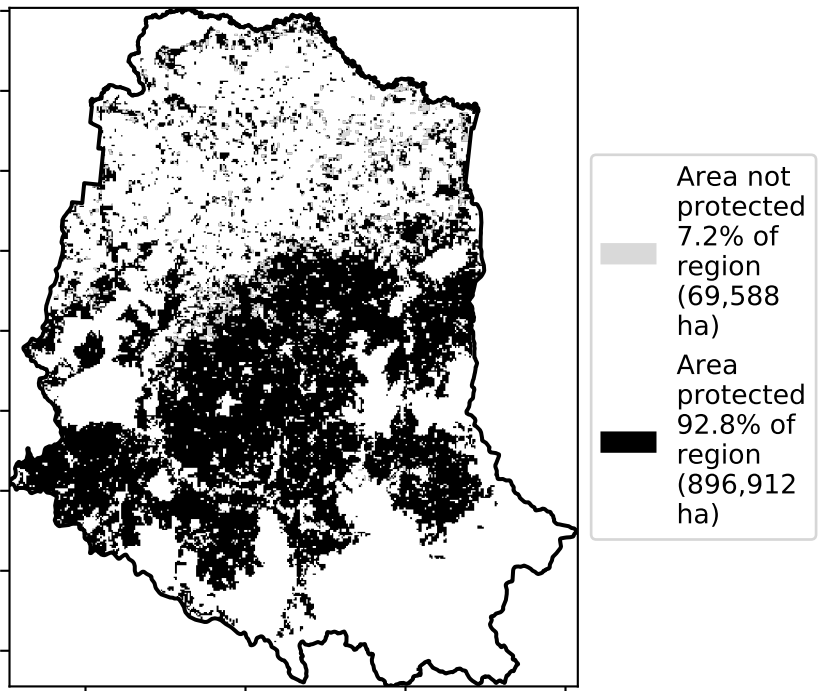 Area not
protected
7.2% of
region
(69,588
ha)
Area
protected
92.8% of
region
(896,912
ha)